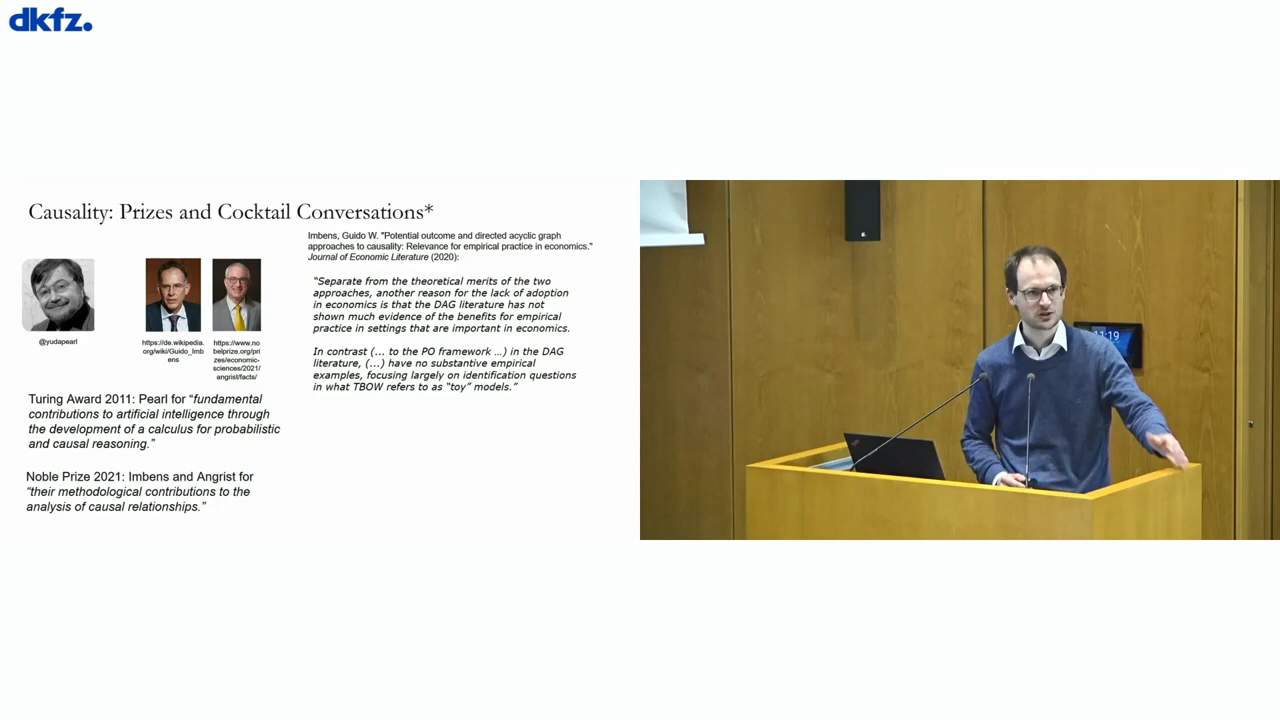 dkfz.
Causality: Prizes and Cocktail Conversations*
Imbens, Guido W. "Potential outcome and directed acyclic graph
approaches to causality: Relevance for empirical practice in economics."
Journal of Economic Literature (2020):
“Separate from the theoretical merits of the two
approaches, another reason for the lack of adoption
in economics is that the DAG literature has not
shown much evidence of the benefits for empirical
practice in settings that are important in economics.
In contrast (... to the PO framework ...) in the DAG
literature, (...) have no substantive empirical
examples, focusing largely on identification questions
in what TBOW refers to as “toy” models.”
@yudapearl
https://de.wikipedia.
org/wiki/Guido_Imb
ens
https://www.no
belprize.org/pri
zes/economic-
sciences/2021/
angrist/facts/
Turing Award 2011: Pearl for “fundamental
contributions to artificial intelligence through
the development of a calculus for probabilistic
and causal reasoning.”
Noble Prize 2021: Imbens and Angrist for
“their methodological contributions to the
analysis of causal relationships.”
11:19